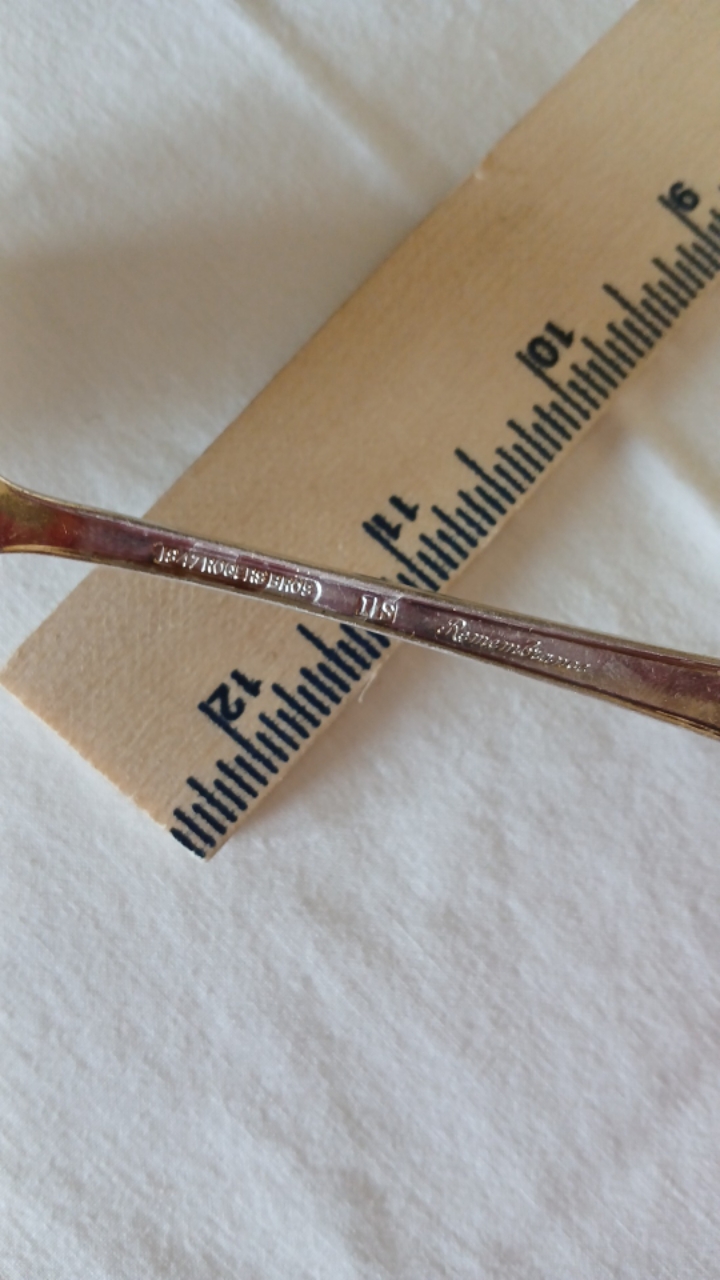 9
10
11
12
1847 ROGERS BROS
IS
Remembrance